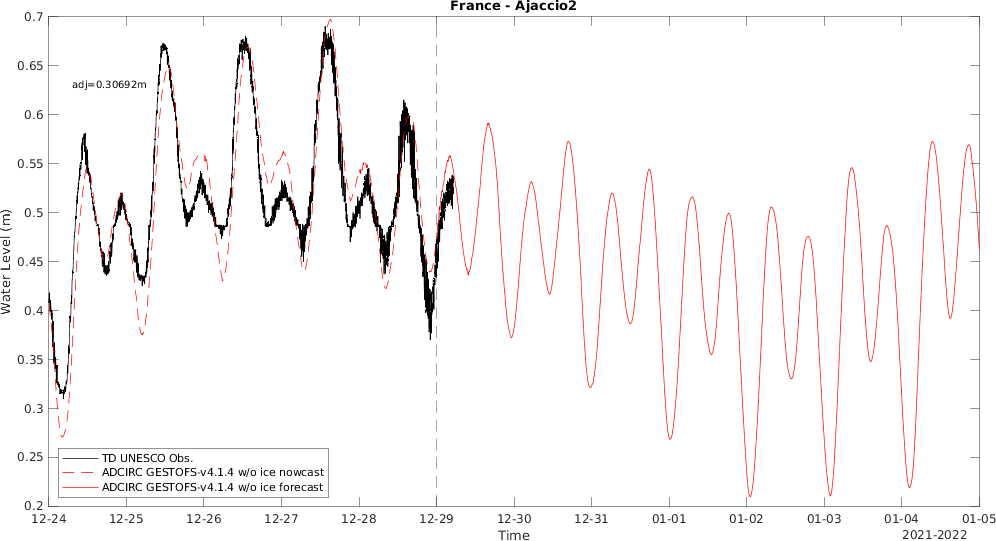 France - Ajaccio2
0.7
0.65
0.6
0.55
0.5
0.45
0.4
0.35
0.3
0.25
0.2
Water Level (m)
adj=0.30692m
TD UNESCO Obs.
ADCIRC GESTOFS-v4.1.4 w/o ice nowcast
ADCIRC GESTOFS-v4.1.4 w/o ice forecast
12-24 12-25 12-26 12-27 12-28 12-29 12-30 12-31 01-01 01-02 01-03 01-04 01-05
Time
2021-2022